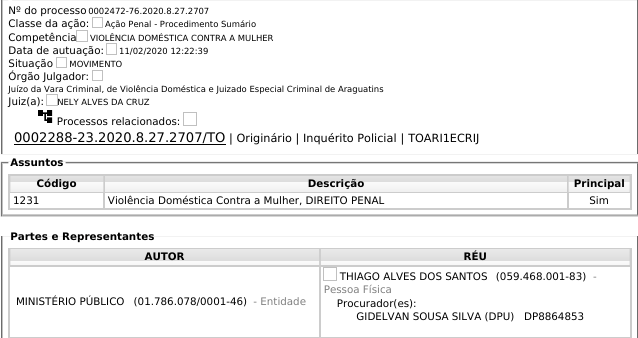 Nº do processo 0002472-76.2020.8.27.2707
Classe da ação: Ação Penal - Procedimento Sumário
Competência VIOLÊNCIA DOMÉSTICA CONTRA A MULHER
Data de autuação: 11/02/2020 12:22:39
Situação MOVIMENTO
Órgão Julgador:
Juízo da Vara Criminal, de Violência Doméstica e Juizado Especial Criminal de Araguatins
Juiz(a): NELY ALVES DA CRUZ
Processos relacionados:
0002288-23.2020.8.27.2707/TO | Originário | Inquérito Policial | TOARI1ECRIJ
Assuntos
Código Descrição Principal
1231 Violência Doméstica Contra a Mulher, DIREITO PENAL Sim
Partes e Representantes
AUTOR RÉU
MINISTÉRIO PÚBLICO (01.786.078/0001-46) - Entidade
THIAGO ALVES DOS SANTOS (059.468.001-83) -
Pessoa Física
Procurador(es):
GIDELVAN SOUSA SILVA (DPU) DP8864853